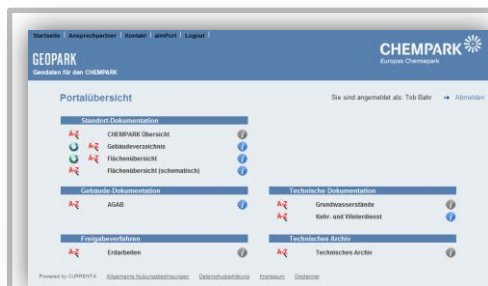 Startseite | Ansprechpartner | Kontakt | aimPort | Logout |
GEOPARK
Geodaten für den CHEMPARK
CHEMPARK
Europas Chemiepark
Portalübersicht
Sie sind angemeldet als: Tob Bahr → Abmelden
Standort-Dokumentation
A-Z CHEMPARK Übersicht i
A-Z Gebäudeverzeichnis i
A-Z Flächenübersicht i
A-Z Flächenübersicht (schematisch) i
Gebäude-Dokumentation
A-Z AGAB i
Technische Dokumentation
A-Z Grundwasserstände i
A-Z Kehr- und Winterdienst i
Freigabeverfahren
A-Z Erdarbeiten i
Technisches Archiv
A-Z Technisches Archiv i
Powered by CURRENTA Allgemeine Nutzungsbedingungen Datenschutzerklärung Impressum Disclaimer